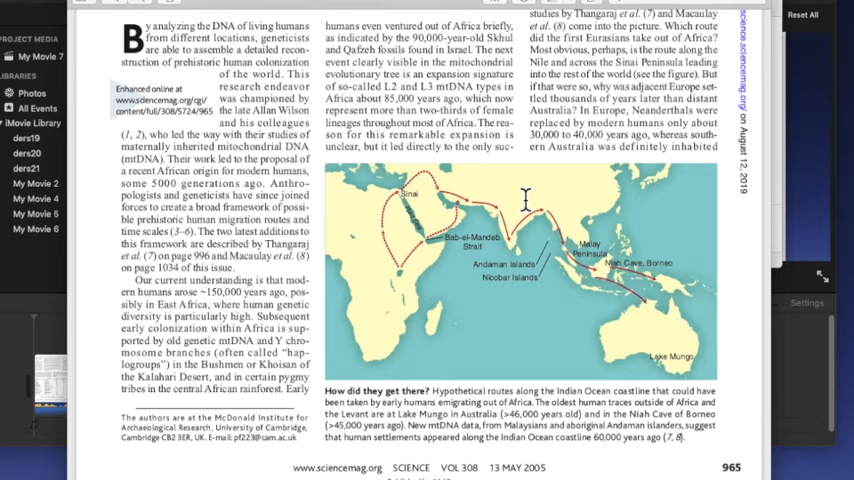 Reset All
PROJECT MEDIA
My Movie 7
LIBRARIES
Photos
All Events
iMovie Library
ders19
ders20
ders21
My Movie 2
My Movie 4
My Movie 5
My Movie 6
Settings
By analyzing the DNA of living humans
from different locations, geneticists
are able to assemble a detailed recon-
struction of prehistoric human colonization
of the world. This
research endeavor
was championed by
the late Allan Wilson
and his colleagues
(1, 2), who led the way with their studies of
maternally inherited mitochondrial DNA
(mtDNA). Their work led to the proposal of
a recent African origin for modern humans,
some 5000 generations ago. Anthro-
pologists and geneticists have since joined
forces to create a broad framework of possi-
ble prehistoric human migration routes and
time scales (3–6). The two latest additions to
this framework are described by Thangaraj
et al. (7) on page 996 and Macaulay et al. (8)
on page 1034 of this issue.
Our current understanding is that mod-
ern humans arose ~150,000 years ago, pos-
sibly in East Africa, where human genetic
diversity is particularly high. Subsequent
early colonization within Africa is sup-
ported by old genetic mtDNA and Y chro-
mosome branches (often called “hap-
logroups”) in the Bushmen or Khoisan of
the Kalahari Desert, and in certain pygmy
tribes in the central African rainforest. Early
Enhanced online at
www.sciencemag.org/cgi/
content/full/308/5724/965
The authors are at the McDonald Institute for
Archaeological Research, University of Cambridge,
Cambridge CB2 3ER, UK. E-mail: pf223@cam.ac.uk
humans even ventured out of Africa briefly,
as indicated by the 90,000-year-old Skhul
and Qafzeh fossils found in Israel. The next
event clearly visible in the mitochondrial
evolutionary tree is an expansion signature
of so-called L2 and L3 mtDNA types in
Africa about 85,000 years ago, which now
represent more than two-thirds of female
lineages throughout most of Africa. The rea-
son for this remarkable expansion is
unclear, but it led directly to the only suc-
studies by Thangaraj et al. (7) and Macaulay
et al. (8) come into the picture. Which route
did the first Eurasians take out of Africa?
Most obvious, perhaps, is the route along the
Nile and across the Sinai Peninsula leading
into the rest of the world (see the figure). But
if that were so, why was adjacent Europe set-
tled thousands of years later than distant
Australia? In Europe, Neanderthals were
replaced by modern humans only about
30,000 to 40,000 years ago, whereas south-
ern Australia was definitely inhabited
Sinai
Bab-el-Mandeb
Strait
Andaman Islands
Nicobar Islands
Malay
Peninsula
Niah Cave, Borneo
Lake Mungo
How did they get there? Hypothetical routes along the Indian Ocean coastline that could have
been taken by early humans emigrating out of Africa. The oldest human traces outside of Africa and
the Levant are at Lake Mungo in Australia (>46,000 years old) and in the Niah Cave of Borneo
(>45,000 years ago). New mtDNA data, from Malaysians and aboriginal Andaman islanders, suggest
that human settlements appeared along the Indian Ocean coastline 60,000 years ago (7, 8).
science.sciencemag.org/ on August 12, 2019
www.sciencemag.org SCIENCE VOL 308 13 MAY 2005
965